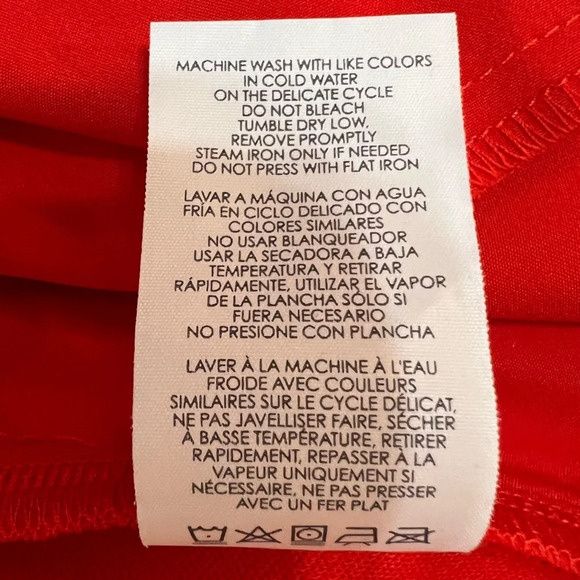 MACHINE WASH WITH LIKE COLORS
IN COLD WATER
ON THE DELICATE CYCLE
DO NOT BLEACH
TUMBLE DRY LOW,
REMOVE PROMPTLY
STEAM IRON ONLY IF NEEDED
DO NOT PRESS WITH FLAT IRON
LAVAR A MÁQUINA CON AGUA
FRÍA EN CICLO DELICADO CON
COLORES SIMILARES
NO USAR BLANQUEADOR
USAR LA SECADORA A BAJA
TEMPERATURA Y RETIRAR
RÁPIDAMENTE, UTILIZAR EL VAPOR
DE LA PLANCHA SÓLO SI
FUERA NECESARIO
NO PRESIONE CON PLANCHA
LAVER À LA MACHINE À L'EAU
FROIDE AVEC COULEURS
SIMILAIRES SUR LE CYCLE DÉLICAT,
NE PAS JAVELLISER FAIRE, SÉCHER
À BASSE TEMPÉRATURE, RETIRER
RAPIDEMENT, REPASSER À LA
VAPEUR UNIQUEMENT SI
NÉCESSAIRE, NE PAS PRESSER
AVEC UN FER PLAT